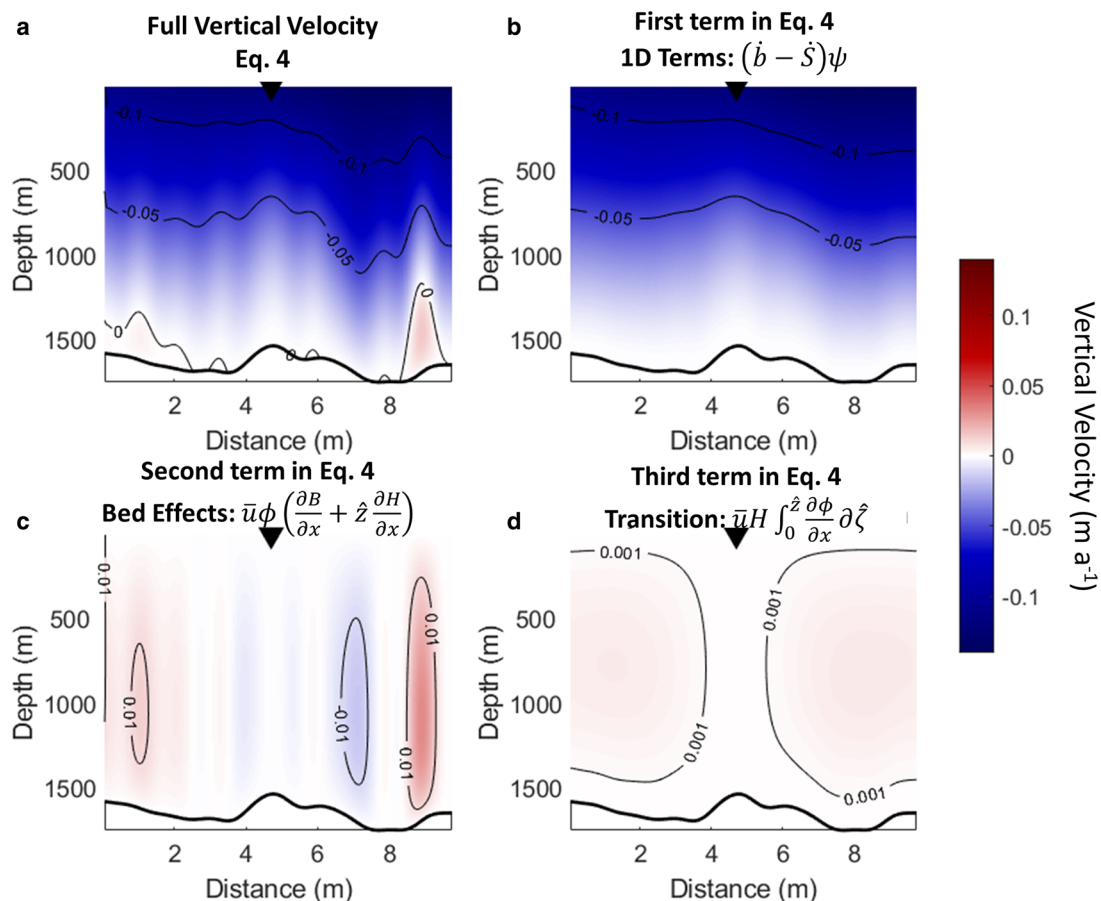 a
Full Vertical Velocity
Eq. 4
-0.1
-0.1
-0.05
-0.05
0
0
0
500
1000
1500
Depth (m)
2
4
6
8
Distance (m)
b
First term in Eq. 4
1D Terms: (ḃ − Ṡ)ψ
-0.1
-0.1
-0.05
-0.05
500
1000
1500
Depth (m)
2
4
6
8
Distance (m)
c
Second term in Eq. 4
Bed Effects: ūϕ(∂B/∂x + ẑ ∂H/∂x)
0.01
0.01
-0.01
0.01
0.01
500
1000
1500
Depth (m)
2
4
6
8
Distance (m)
d
Third term in Eq. 4
Transition: ūH ∫₀^ẑ ∂ϕ/∂x ∂ζ̂
0.001
0.001
0.001
0.001
500
1000
1500
Depth (m)
2
4
6
8
Distance (m)
0.1
0.05
0
-0.05
-0.1
Vertical Velocity (m a⁻¹)